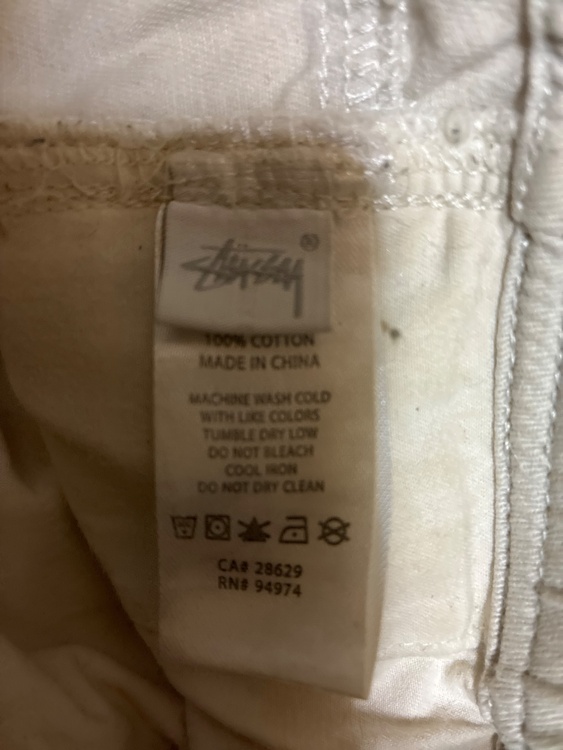 Stüssy ®
100% COTTON
MADE IN CHINA
MACHINE WASH COLD
WITH LIKE COLORS
TUMBLE DRY LOW
DO NOT BLEACH
COOL IRON
DO NOT DRY CLEAN
CA# 28629
RN# 94974